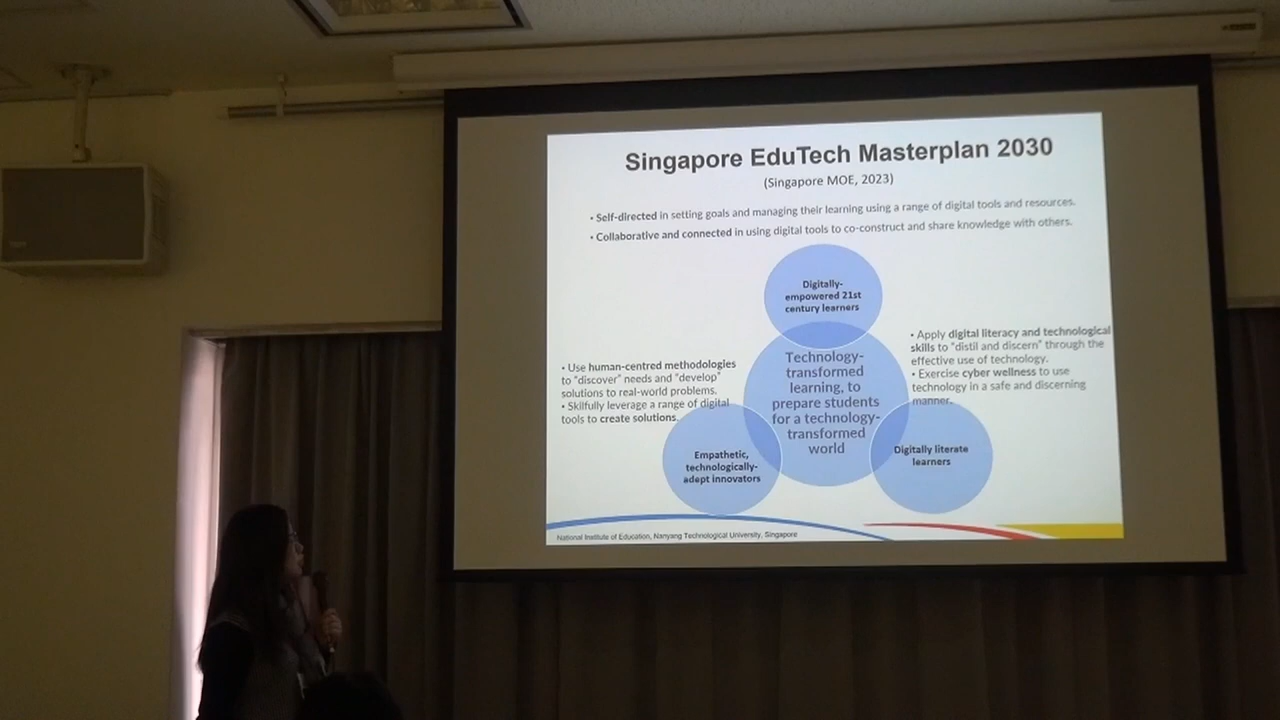 Singapore EduTech Masterplan 2030
(Singapore MOE, 2023)
• Self-directed in setting goals and managing their learning using a range of digital tools and resources.
• Collaborative and connected in using digital tools to co-construct and share knowledge with others.
Digitally-
empowered 21st
century learners
Technology-
transformed
learning, to
prepare students
for a technology-
transformed
world
• Use human-centred methodologies
to "discover" needs and "develop"
solutions to real-world problems.
• Skilfully leverage a range of digital
tools to create solutions.
• Apply digital literacy and technological
skills to "distil and discern" through the
effective use of technology.
• Exercise cyber wellness to use
technology in a safe and discerning
manner.
Empathetic,
technologically-
adept innovators
Digitally literate
learners
National Institute of Education, Nanyang Technological University, Singapore